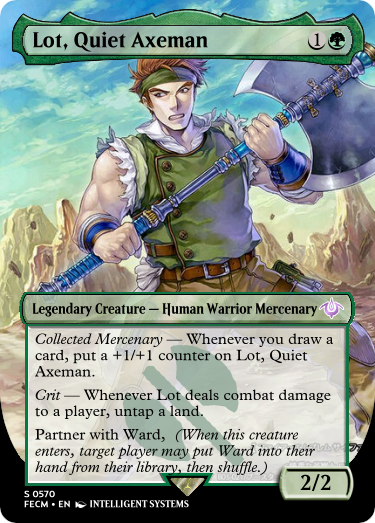 Lot, Quiet Axeman 1
Legendary Creature — Human Warrior Mercenary
Collected Mercenary — Whenever you draw a
card, put a +1/+1 counter on Lot, Quiet
Axeman.
Crit — Whenever Lot deals combat damage
to a player, untap a land.
Partner with Ward, (When this creature
enters, target player may put Ward into their
hand from their library, then shuffle.)
2/2
S 0570
FECM • EN INTELLIGENT SYSTEMS